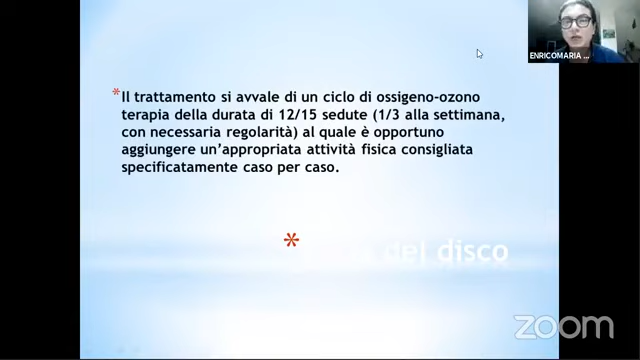 ENRICOMARIA ...
*Il trattamento si avvale di un ciclo di ossigeno-ozono
terapia della durata di 12/15 sedute (1/3 alla settimana,
con necessaria regolarità) al quale è opportuno
aggiungere un'appropriata attività fisica consigliata
specificatamente caso per caso.
* del disco
zoom